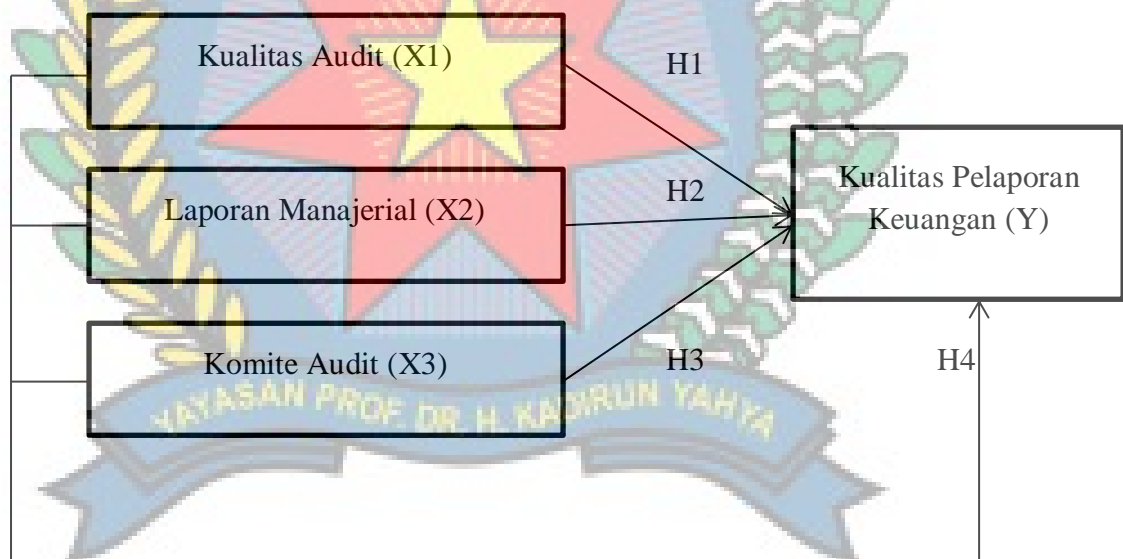 Kualitas Audit (X1)
H1
Laporan Manajerial (X2)
H2
Kualitas Pelaporan
Keuangan (Y)
Komite Audit (X3)
H3
H4
YAYASAN PROF. DR. H. KADIRUN YAHYA